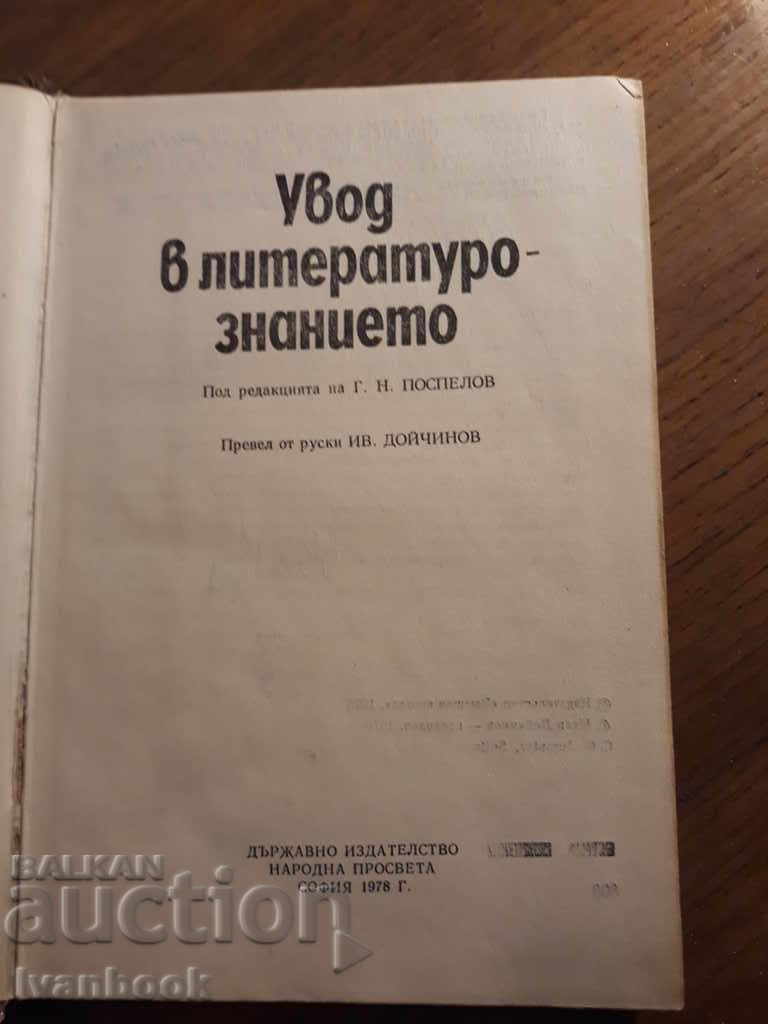 Увод
в литературо-
знанието
Под редакцията на Г. Н. ПОСПЕЛОВ
Превел от руски ИВ. ДОЙЧИНОВ
ДЪРЖАВНО ИЗДАТЕЛСТВО
НАРОДНА ПРОСВЕТА
СОФИЯ 1978 Г.
BALKAN
auction
Ivanbook